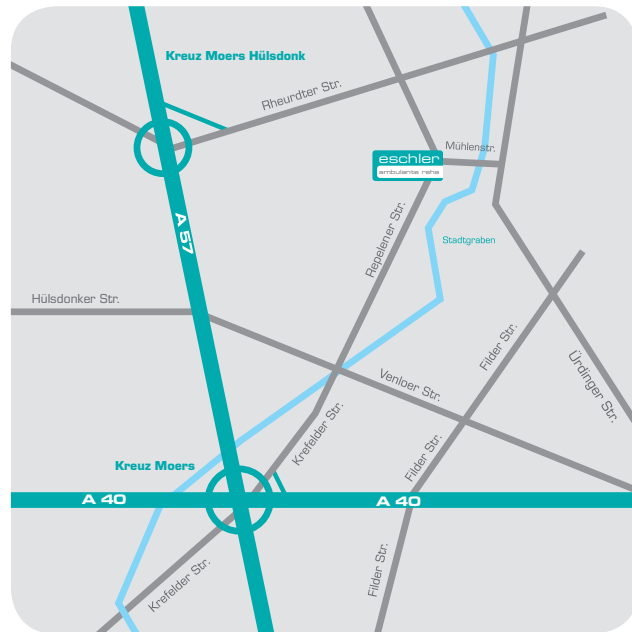 Kreuz Moers Hülsdonk
Rheurdter Str.
Mühlenstr.
eschler
ambulante reha
A 57
Repelener Str.
Stadtgraben
Hülsdonker Str.
Filder Str.
Venloer Str.
Ürdinger Str.
Krefelder Str.
Filder Str.
Kreuz Moers
A 40
A 40
Krefelder Str.
Filder Str.